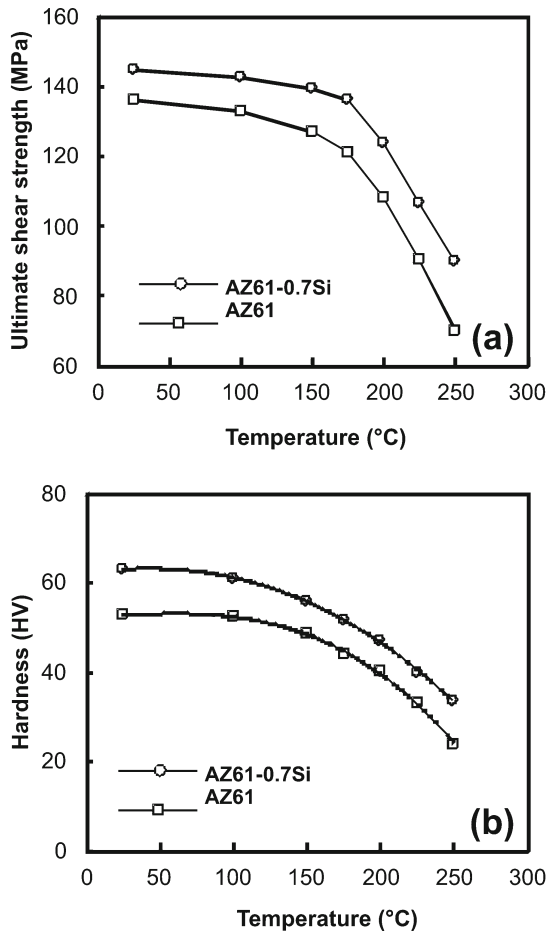 160
140
120
100
80
60
Ultimate shear strength (MPa)
AZ61-0.7Si
AZ61
(a)
0 50 100 150 200 250 300
Temperature (°C)
80
60
40
20
0
Hardness (HV)
AZ61-0.7Si
AZ61
(b)
0 50 100 150 200 250 300
Temperature (°C)